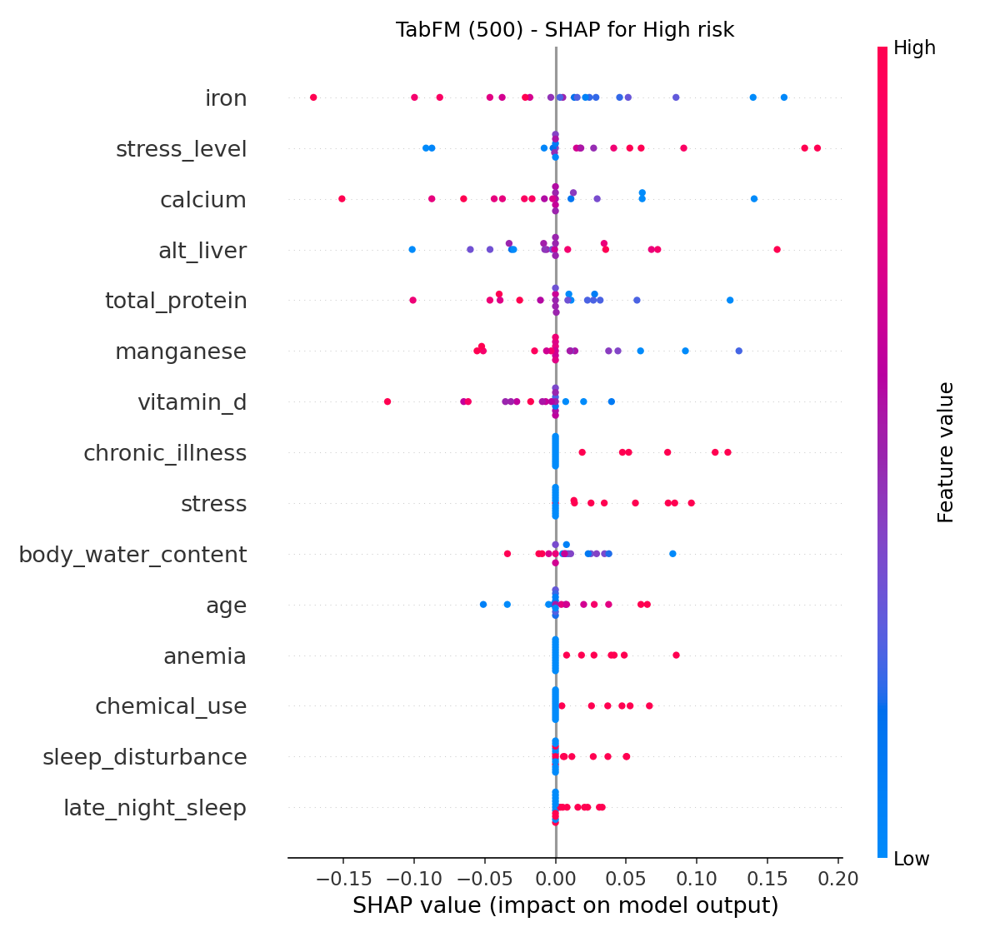 TabFM (500) - SHAP for High risk
High
iron
stress_level
calcium
alt_liver
total_protein
manganese
vitamin_d
chronic_illness
stress
body_water_content
age
anemia
chemical_use
sleep_disturbance
late_night_sleep
Feature value
Low
−0.15 −0.10 −0.05 0.00 0.05 0.10 0.15 0.20
SHAP value (impact on model output)